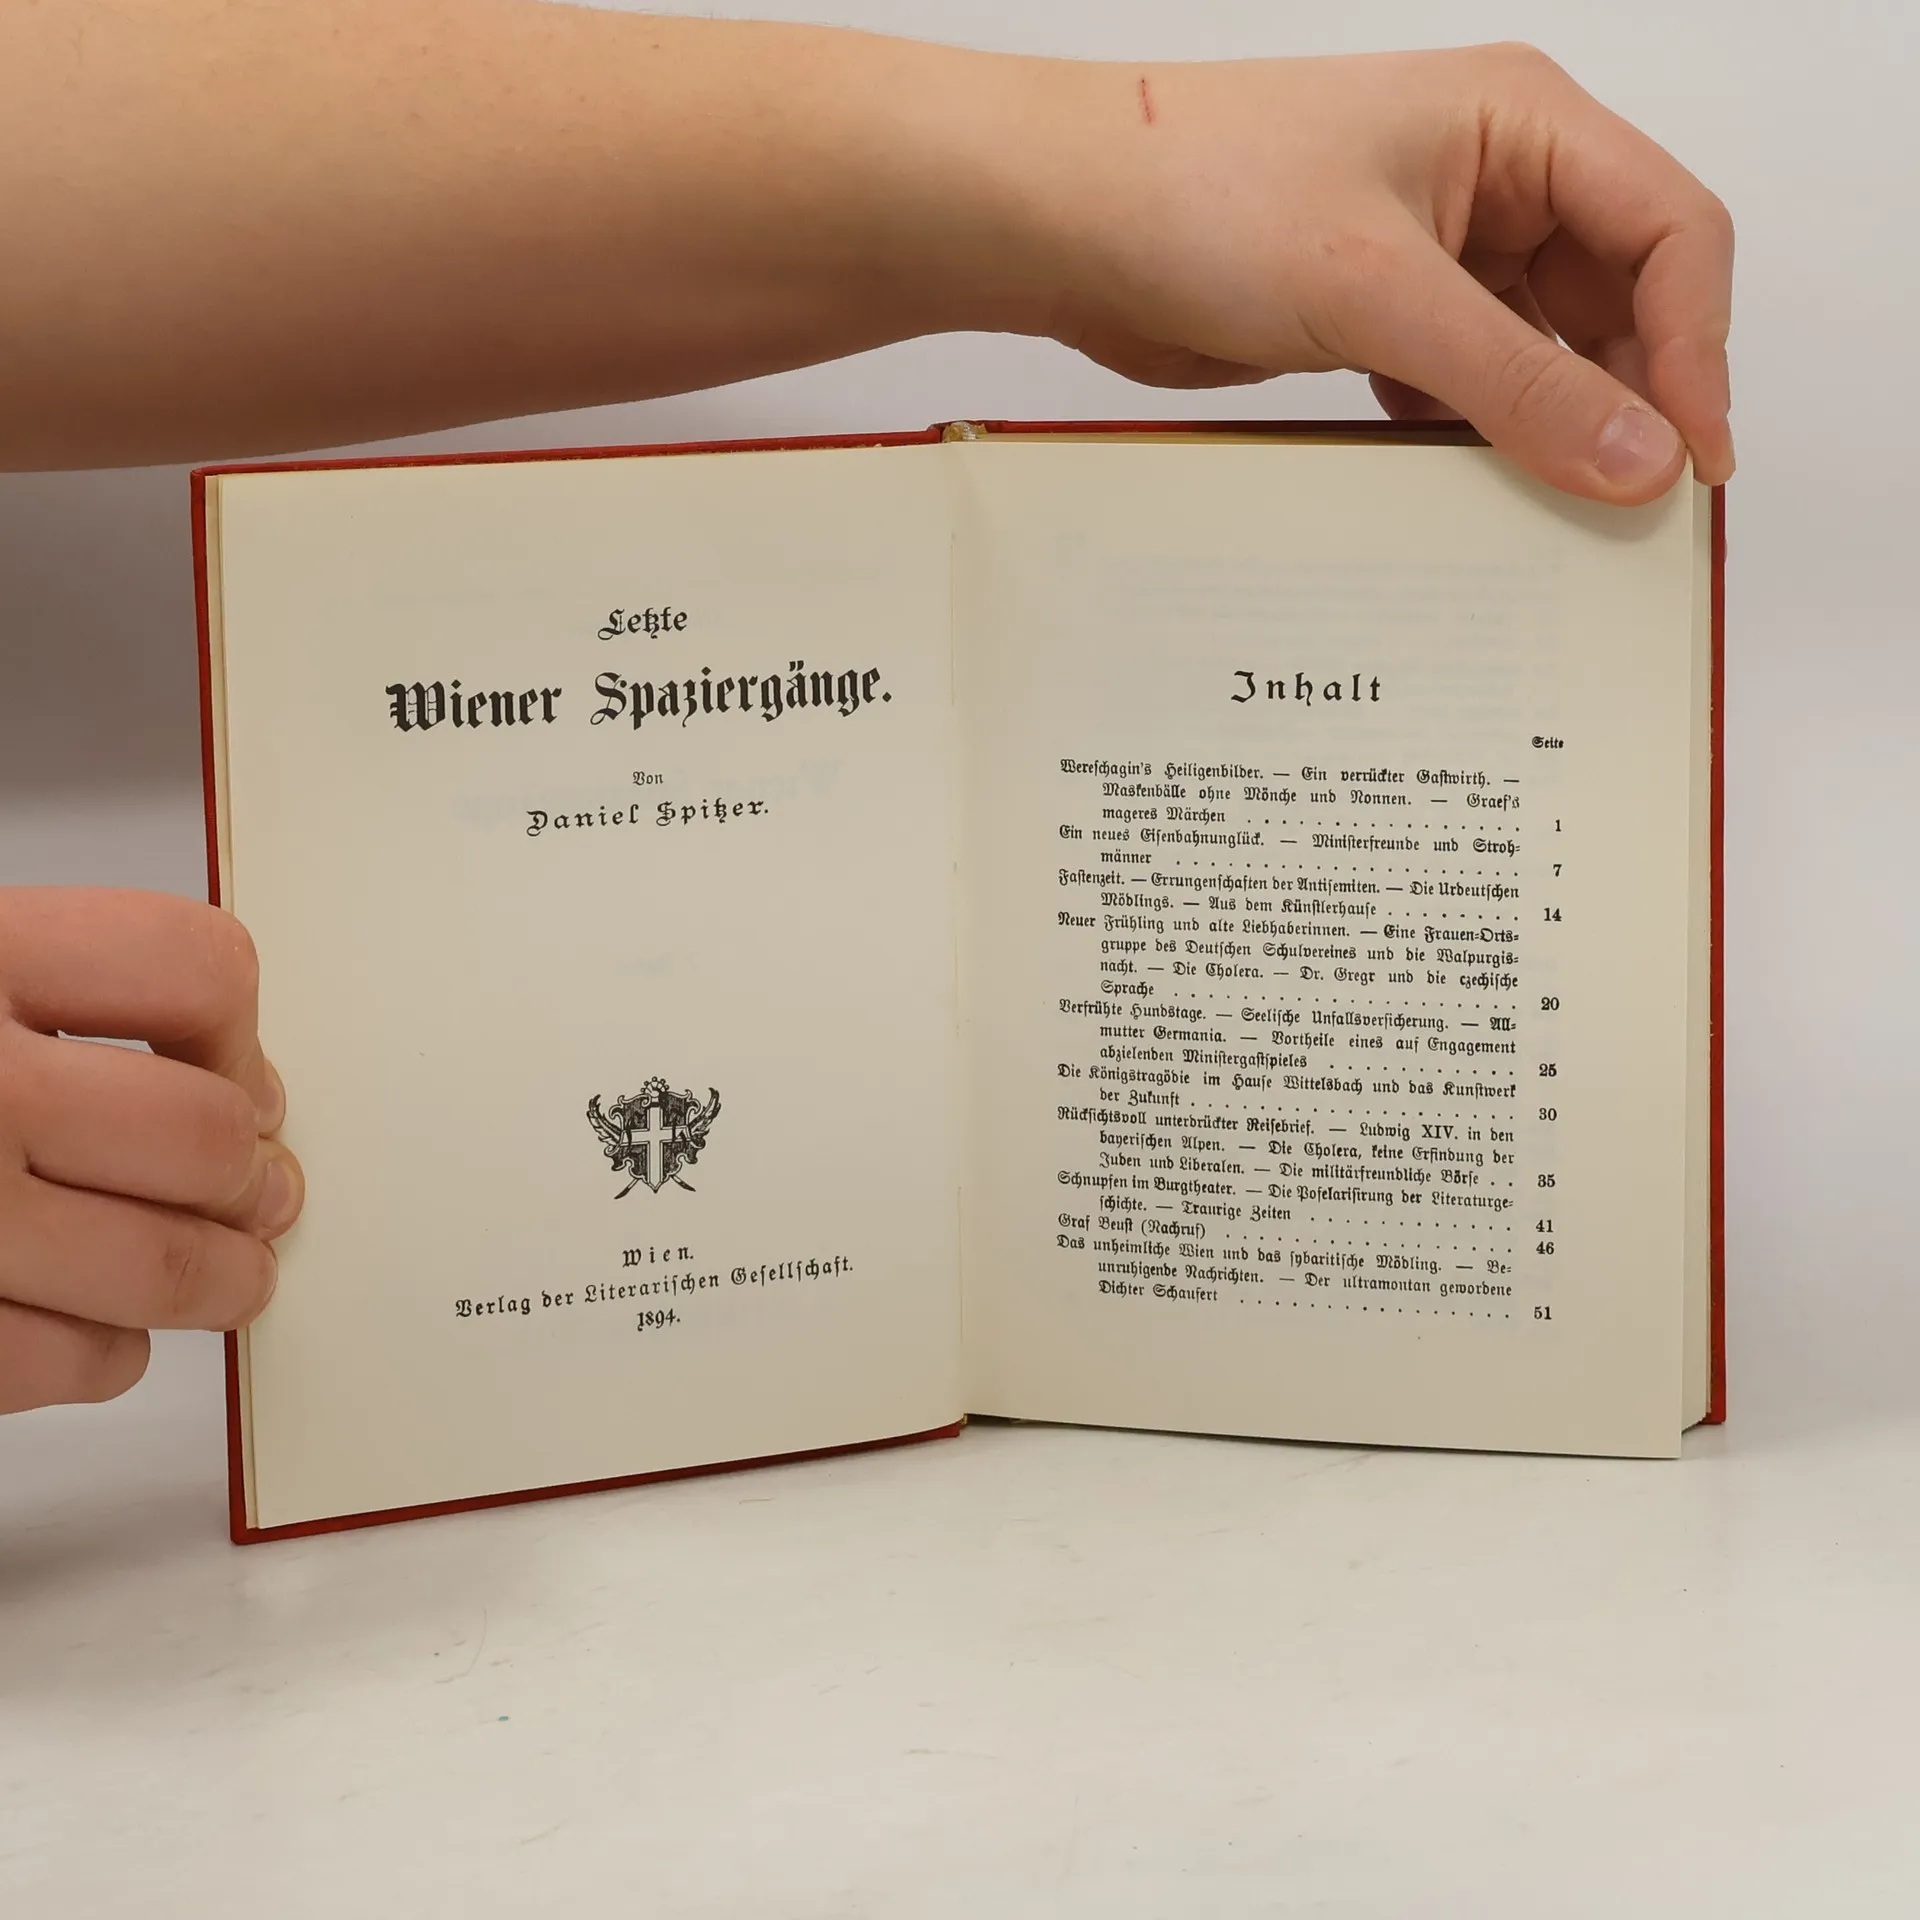 Letzte
Wiener Spaziergänge.
Von
Daniel Spitzer.
Wien.
Verlag der Literarischen Gesellschaft.
1894.
Inhalt
Seite
Wereschagin's Heiligenbilder. — Ein verrückter Gastwirth. —
Maskenbälle ohne Mönche und Nonnen. — Graef's
mageres Märchen . . . . . . . . . . . . . . . 1
Ein neues Eisenbahnunglück. — Ministerfreunde und Stroh-
männer . . . . . . . . . . . . . . . . . . 7
Fastenzeit. — Errungenschaften der Antisemiten. — Die Urdeutschen
Mödlings. — Aus dem Künstlerhause . . . . . . . . 14
Neuer Frühling und alte Liebhaberinnen. — Eine Frauen-Orts-
gruppe des Deutschen Schulvereines und die Walpurgis-
nacht. — Die Cholera. — Dr. Gregr und die czechische
Sprache . . . . . . . . . . . . . . . . . . 20
Verfrühte Hundstage. — Seelische Unfallsversicherung. — All-
mutter Germania. — Vortheile eines auf Engagement
abzielenden Ministergastspieles . . . . . . . . . . . 25
Die Königstragödie im Hause Wittelsbach und das Kunstwerk
der Zukunft . . . . . . . . . . . . . . . . . 30
Rücksichtsvoll unterdrückter Reisebrief. — Ludwig XIV. in den
bayerischen Alpen. — Die Cholera, keine Erfindung der
Juden und Liberalen. — Die militärfreundliche Börse . . 35
Schnupfen im Burgtheater. — Die Poselarisirung der Literaturge-
schichte. — Traurige Zeiten . . . . . . . . . . . 41
Graf Beust (Nachruf) . . . . . . . . . . . . . . . 46
Das unheimliche Wien und das sybaritische Mödling. — Be-
unruhigende Nachrichten. — Der ultramontan gewordene
Dichter Schaufert . . . . . . . . . . . . . . 51